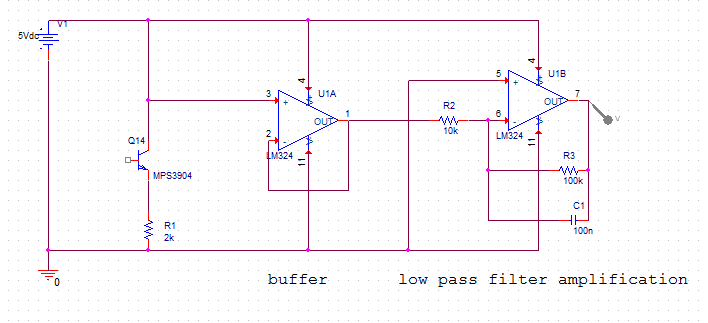 V1
5Vdc
4
4
5
+
U1B
3
+
U1A
V+
OUT
7
V
R2
6
-
V-
OUT
1
10k
LM324
11
2
-
V-
LM324
11
Q14
MPS3904
R3
100k
C1
100n
R1
2k
0
buffer
low pass filter amplification